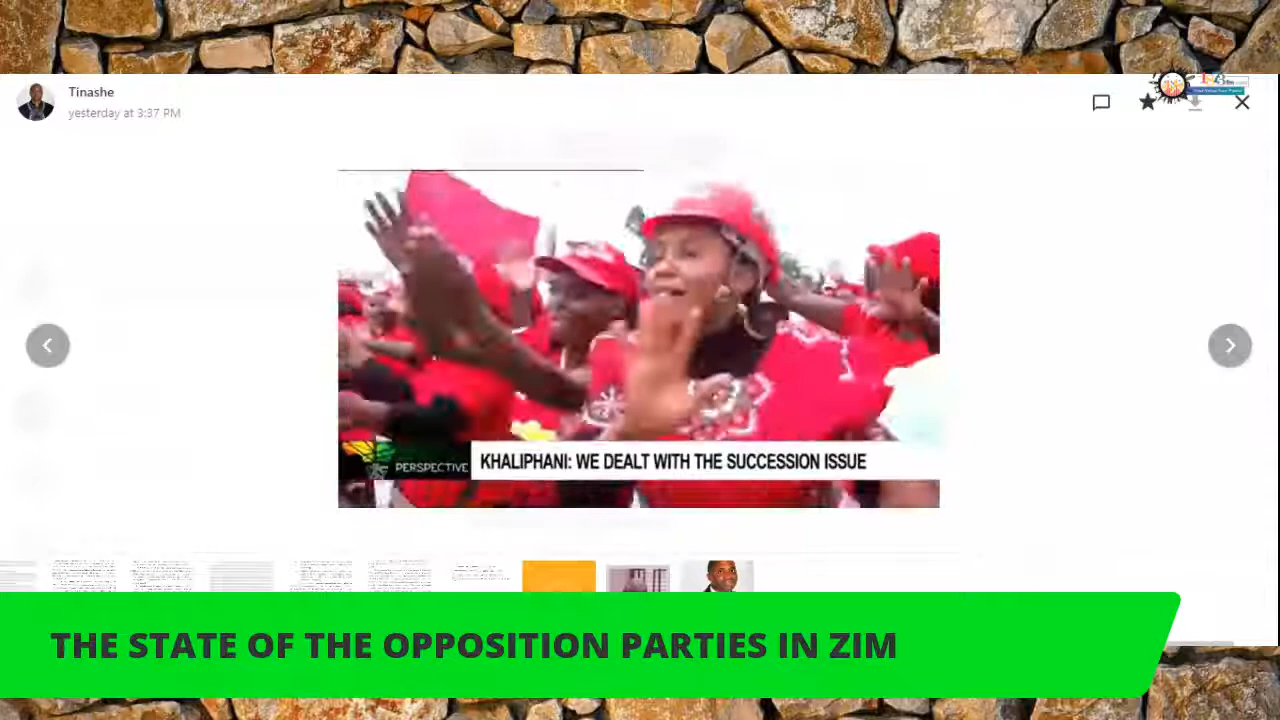 Tinashe
yesterday at 3:37 PM
PERSPECTIVE
KHALIPHANI: WE DEALT WITH THE SUCCESSION ISSUE
THE STATE OF THE OPPOSITION PARTIES IN ZIM